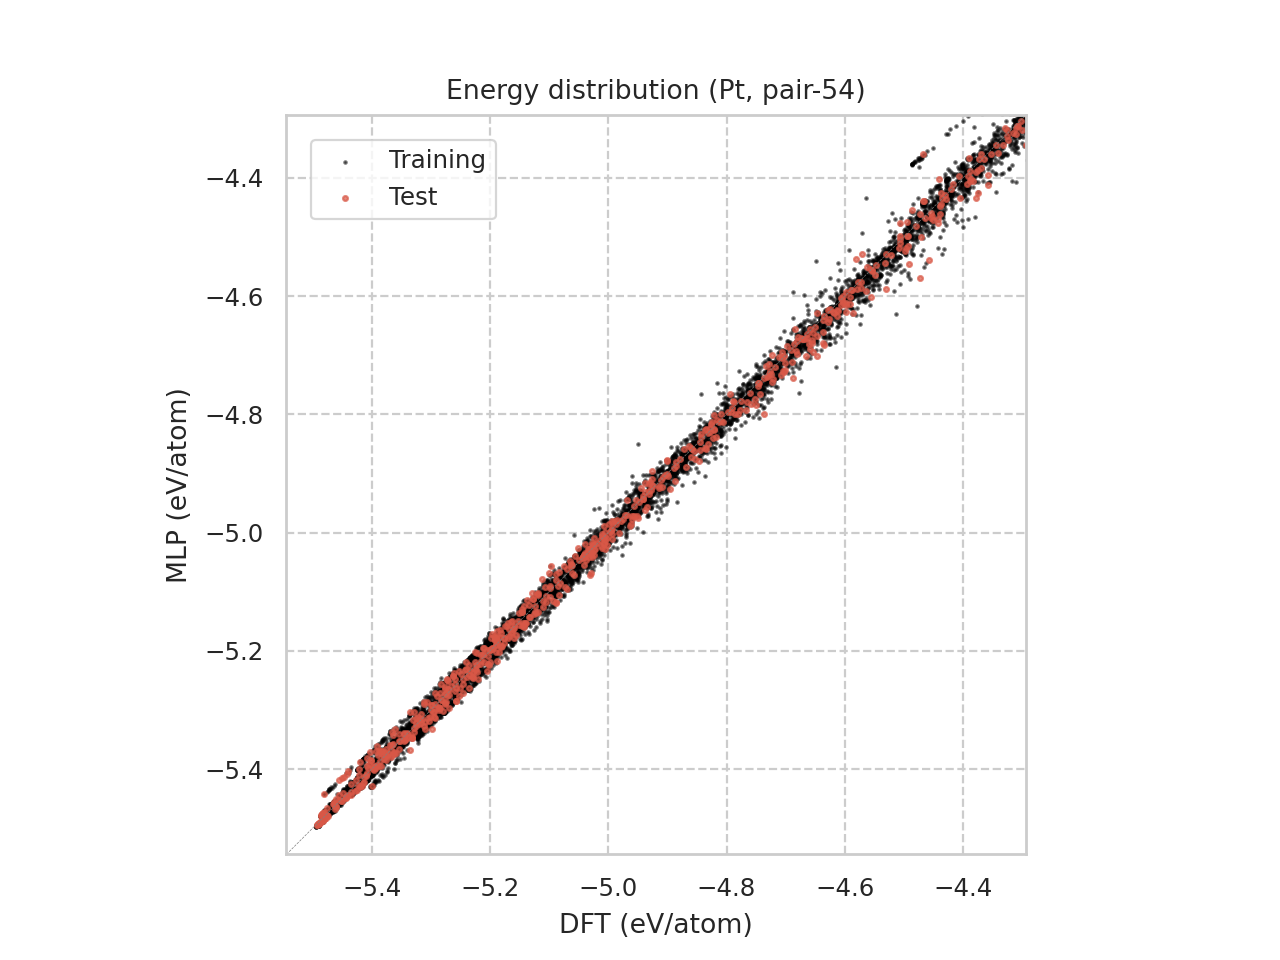 Energy distribution (Pt, pair-54)
Training
Test
−4.4
−4.6
−4.8
−5.0
−5.2
−5.4
MLP (eV/atom)
−5.4 −5.2 −5.0 −4.8 −4.6 −4.4
DFT (eV/atom)